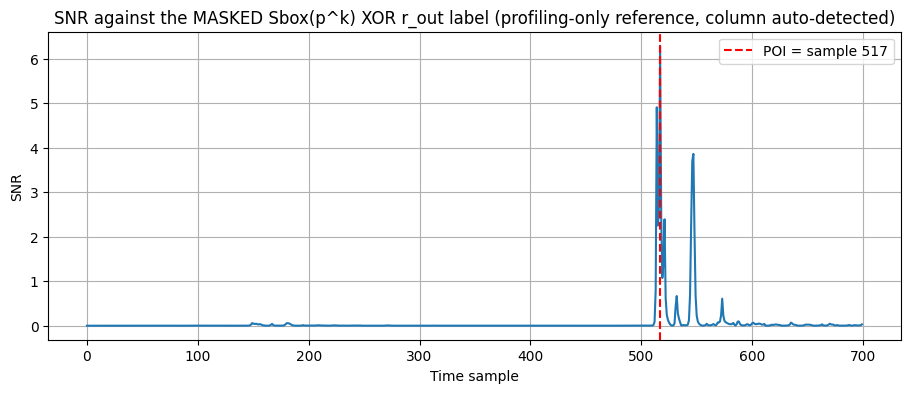 SNR against the MASKED Sbox(p^k) XOR r_out label (profiling-only reference, column auto-detected)
POI = sample 517
SNR
6
5
4
3
2
1
0
0 100 200 300 400 500 600 700
Time sample